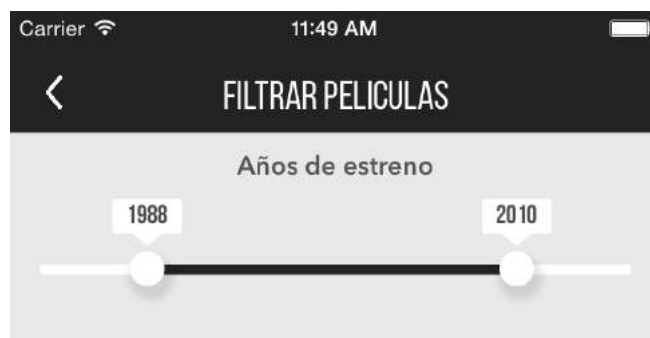 Carrier 11:49 AM
FILTRAR PELICULAS
Años de estreno
1988 2010